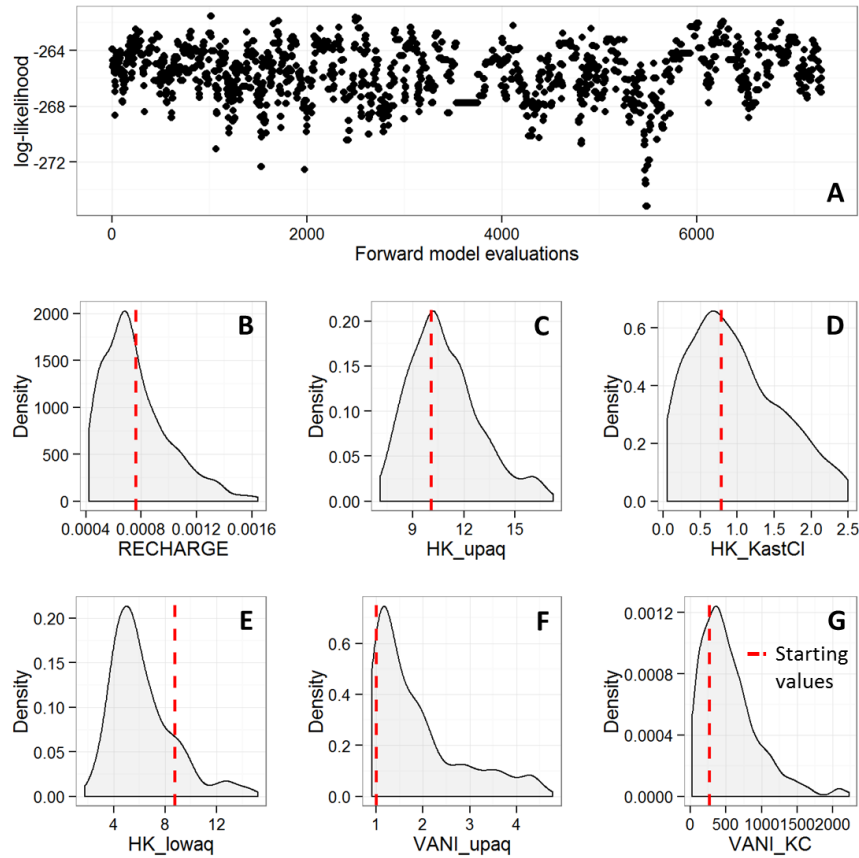 -264
-268
-272
log-likelihood
A
0
2000
4000
6000
Forward model evaluations
B
2000
1500
1000
500
0
Density
0.0004 0.0008 0.0012 0.0016
RECHARGE
C
0.20
0.15
0.10
0.05
0.00
Density
9
12
15
HK_upaq
D
0.6
0.4
0.2
0.0
Density
0.0 0.5 1.0 1.5 2.0 2.5
HK_KastCl
E
0.20
0.15
0.10
0.05
0.00
Density
4
8
12
HK_lowaq
F
0.6
0.4
0.2
0.0
Density
1
2
3
4
VANI_upaq
G
0.0012
0.0008
0.0004
0.0000
Density
Starting
values
0 500 1000 1500 2000
VANI_KC